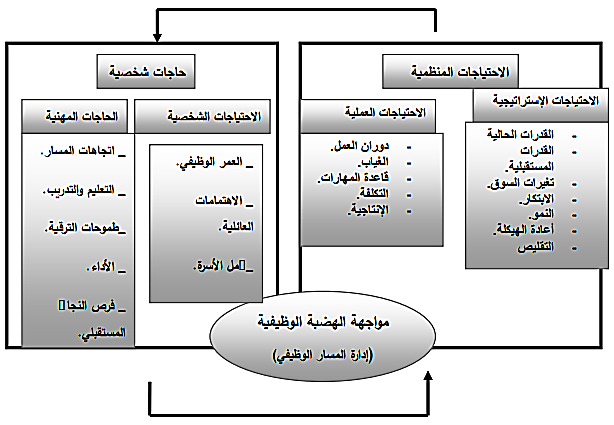 الاحتياجات المنظمية
الاحتياجات الإستراتيجية
- القدرات الحالية
- القدرات
المستقبلية.
- تغيرات السوق.
- الابتكار.
- النمو.
- أعادة الهيكلة.
- التقليص
الاحتياجات العملية
- دوران العمل.
- الغياب.
- قاعدة المهارات.
- التكلفة.
- الإنتاجية.
حاجات شخصية
الاحتياجات الشخصية
_ العمر الوظيفي.
_ الاهتمامات
العائلية.
الأسرة.
الحاجات المهنية
_ اتجاهات المسار.
_ التعليم والتدريب.
_طموحات الترقية.
_ الأداء.
_ فرص
المستقبلي.
مواجهة الهضبة الوظيفية
(إدارة المسار الوظيفي)